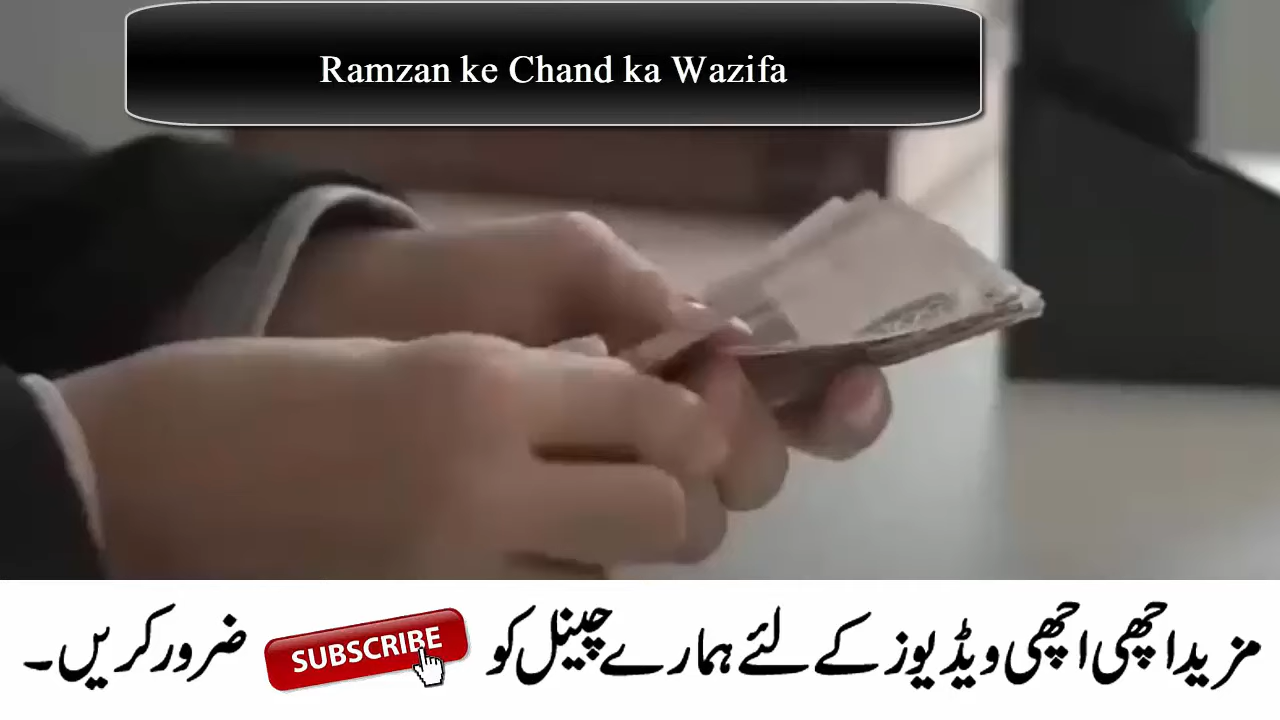 Ramzan ke Chand ka Wazifa
مزید اچھی اچھی ویڈیوز کے لئے ہمارے چینل کو SUBSCRIBE ضرور کریں۔